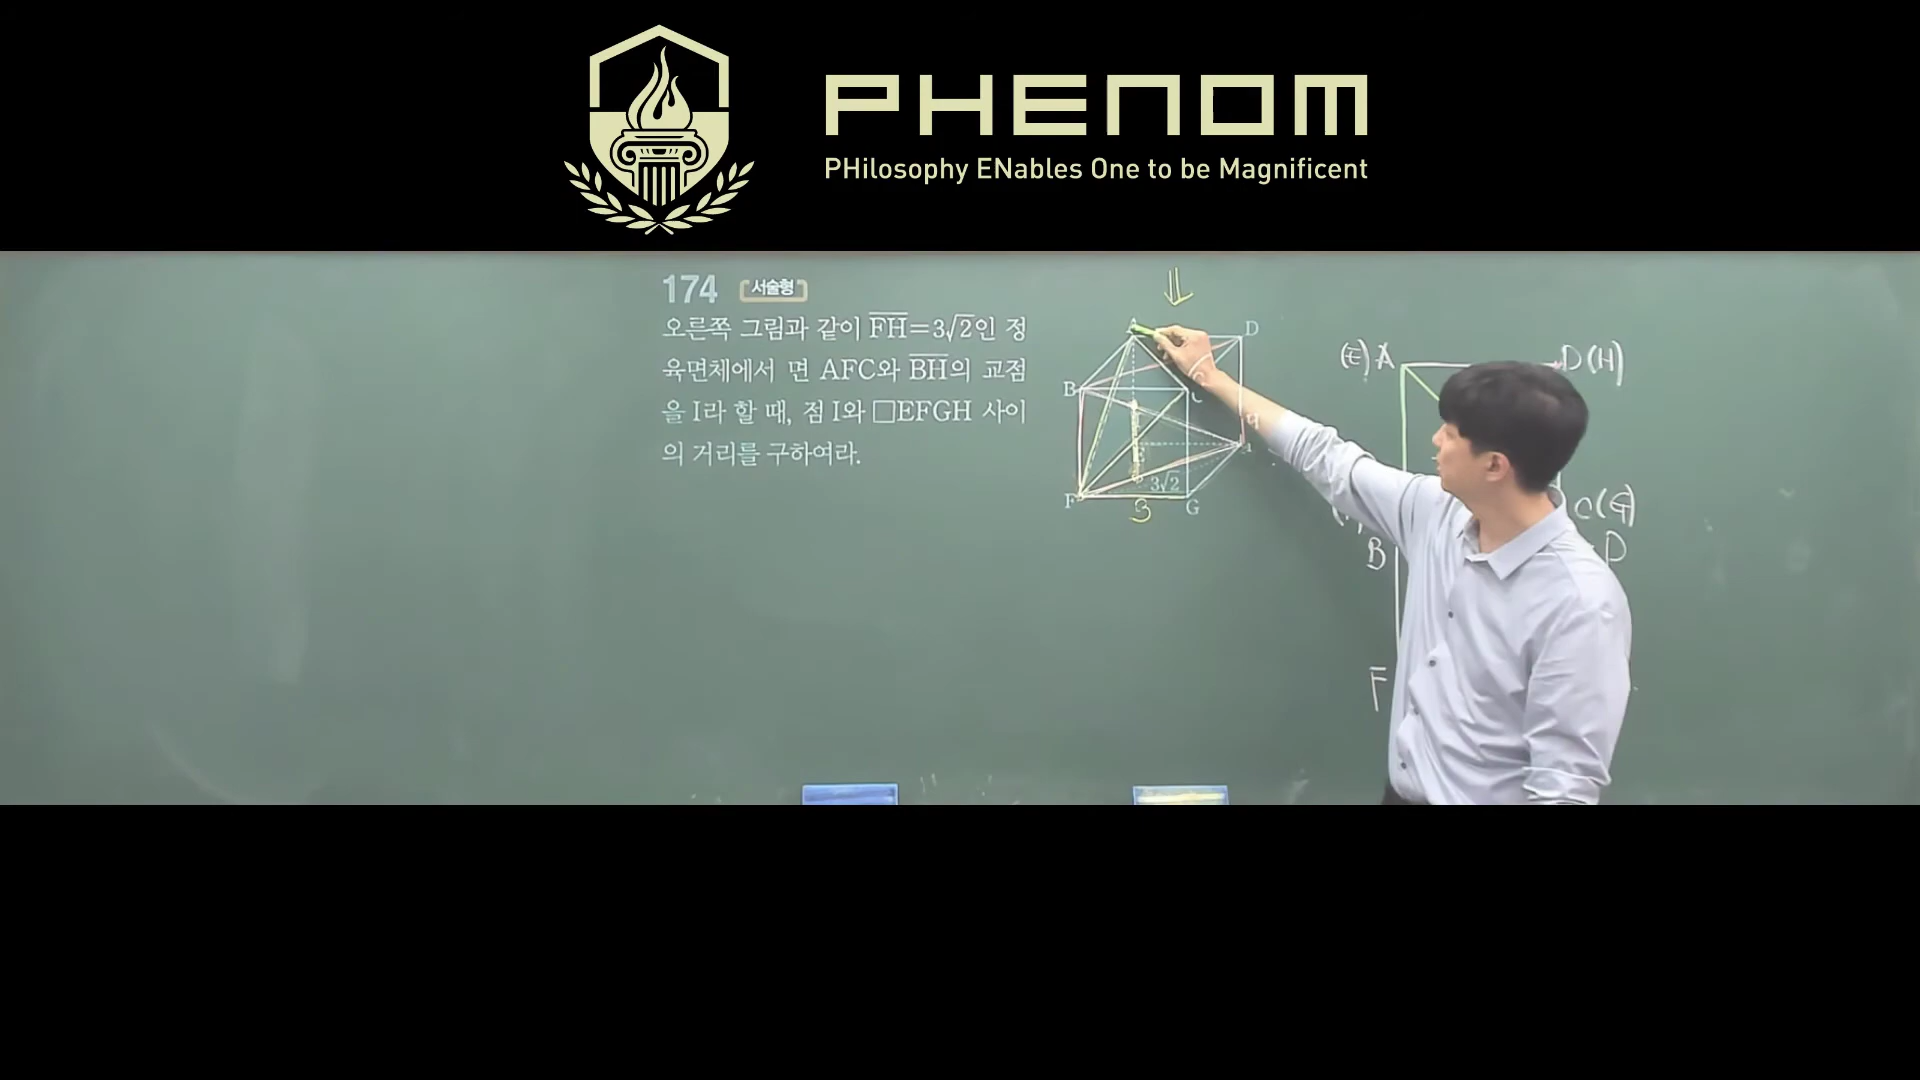 PHENOM
PHilosophy ENables One to be Magnificent
174 서술형
오른쪽 그림과 같이 FH=3√2인 정
육면체에서 면 AFC와 BH의 교점
을 I라 할 때, 점 I와 □EFGH 사이
의 거리를 구하여라.
A
D
B
C
E
3√2
F
G
3
(E) A
D(H)
C(G)
B
D
F